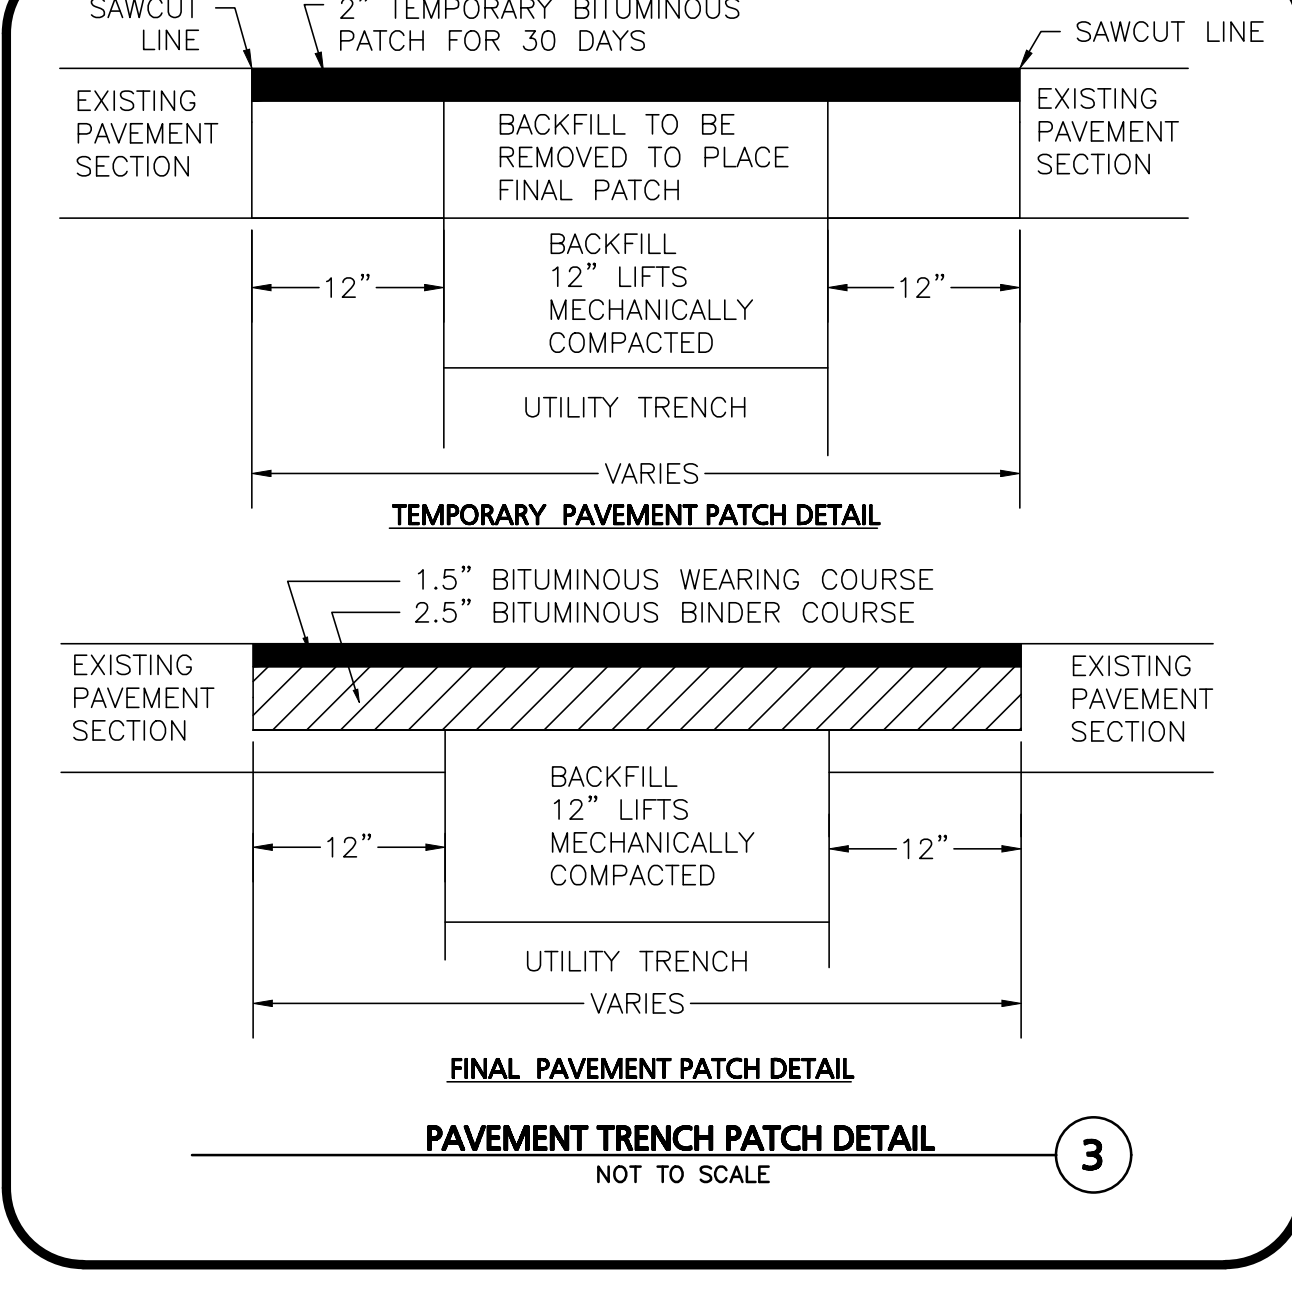 SAWCUT
LINE
2" TEMPORARY BITUMINOUS
PATCH FOR 30 DAYS
SAWCUT LINE
EXISTING
PAVEMENT
SECTION
BACKFILL TO BE
REMOVED TO PLACE
FINAL PATCH
EXISTING
PAVEMENT
SECTION
BACKFILL
12" LIFTS
MECHANICALLY
COMPACTED
12"
12"
UTILITY TRENCH
VARIES
TEMPORARY PAVEMENT PATCH DETAIL
1.5" BITUMINOUS WEARING COURSE
2.5" BITUMINOUS BINDER COURSE
EXISTING
PAVEMENT
SECTION
EXISTING
PAVEMENT
SECTION
BACKFILL
12" LIFTS
MECHANICALLY
COMPACTED
12"
12"
UTILITY TRENCH
VARIES
FINAL PAVEMENT PATCH DETAIL
PAVEMENT TRENCH PATCH DETAIL
3
NOT TO SCALE